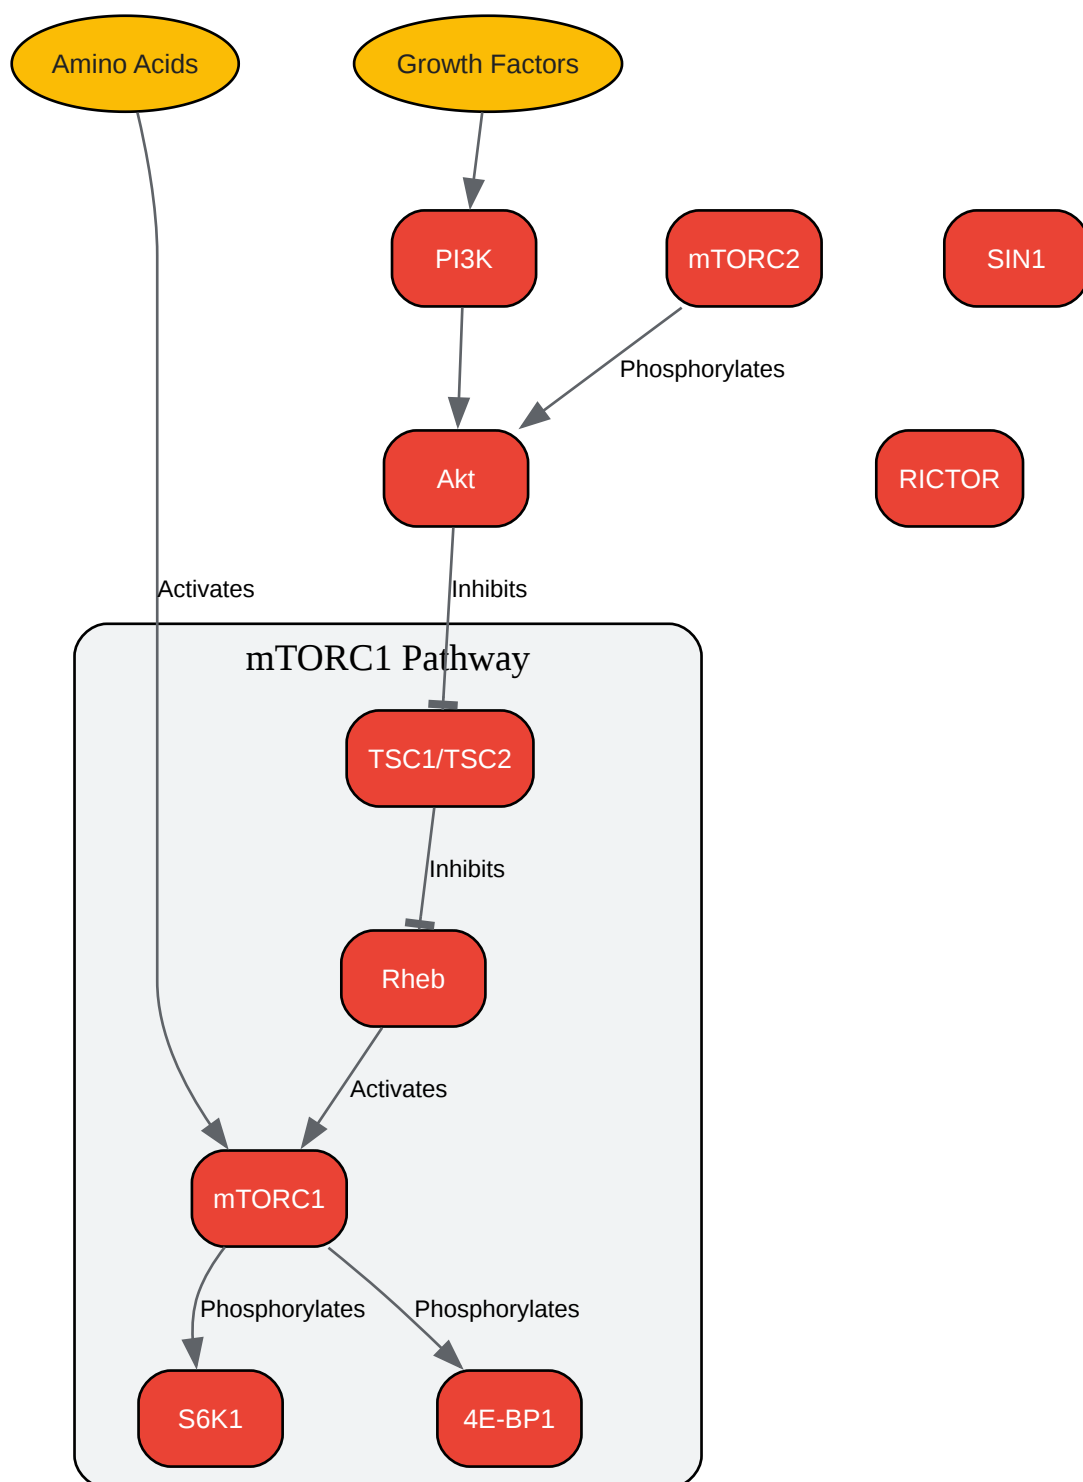 Amino Acids
Growth Factors
PI3K
mTORC2
SIN1
Phosphorylates
Akt
RICTOR
Activates
Inhibits
mTORC1 Pathway
TSC1/TSC2
Inhibits
Rheb
Activates
mTORC1
Phosphorylates
Phosphorylates
S6K1
4E-BP1